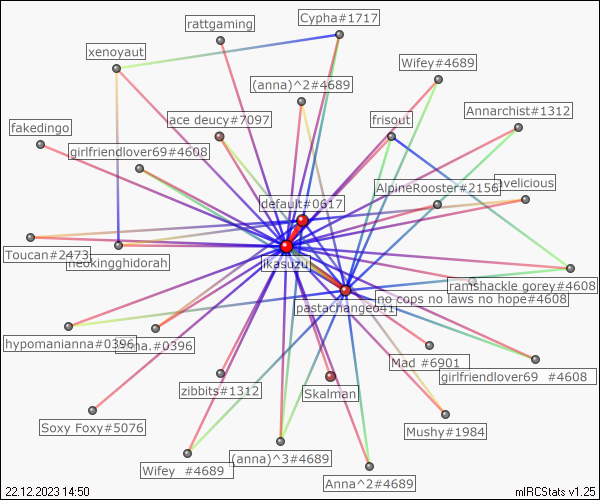 Cypha#1717
rattgaming
xenoyaut
Wifey#4689
(anna)^2#4689
Annarchist#1312
ace deucy#7097
frisout
fakedingo
girlfriendlover69#4608
AlpineRooster#2156
velicious
default#0617
Toucan#2473
neokingghidorah
ikasuzu
ramshackle gorey#4608
no cops no laws no hope#4608
pastachangeo41
hypomanianna#0396
#0396
Mad #6901
girlfriendlover69 #4608
zibbits#1312
Skalman
Soxy Foxy#5076
Mushy#1984
(anna)^3#4689
Wifey #4689
Anna^2#4689
22.12.2023 14:50
mIRCStats v1.25